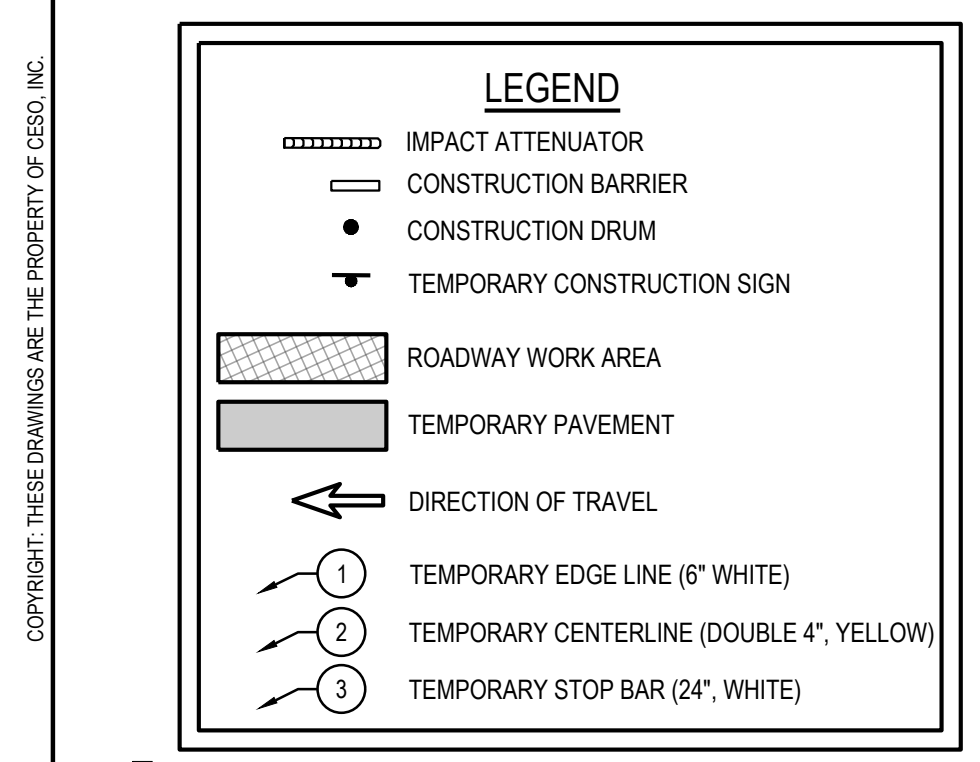 COPYRIGHT: THESE DRAWINGS ARE THE PROPERTY OF CESO, INC.
LEGEND
IMPACT ATTENUATOR
CONSTRUCTION BARRIER
CONSTRUCTION DRUM
TEMPORARY CONSTRUCTION SIGN
ROADWAY WORK AREA
TEMPORARY PAVEMENT
DIRECTION OF TRAVEL
1 TEMPORARY EDGE LINE (6" WHITE)
2 TEMPORARY CENTERLINE (DOUBLE 4", YELLOW)
3 TEMPORARY STOP BAR (24", WHITE)